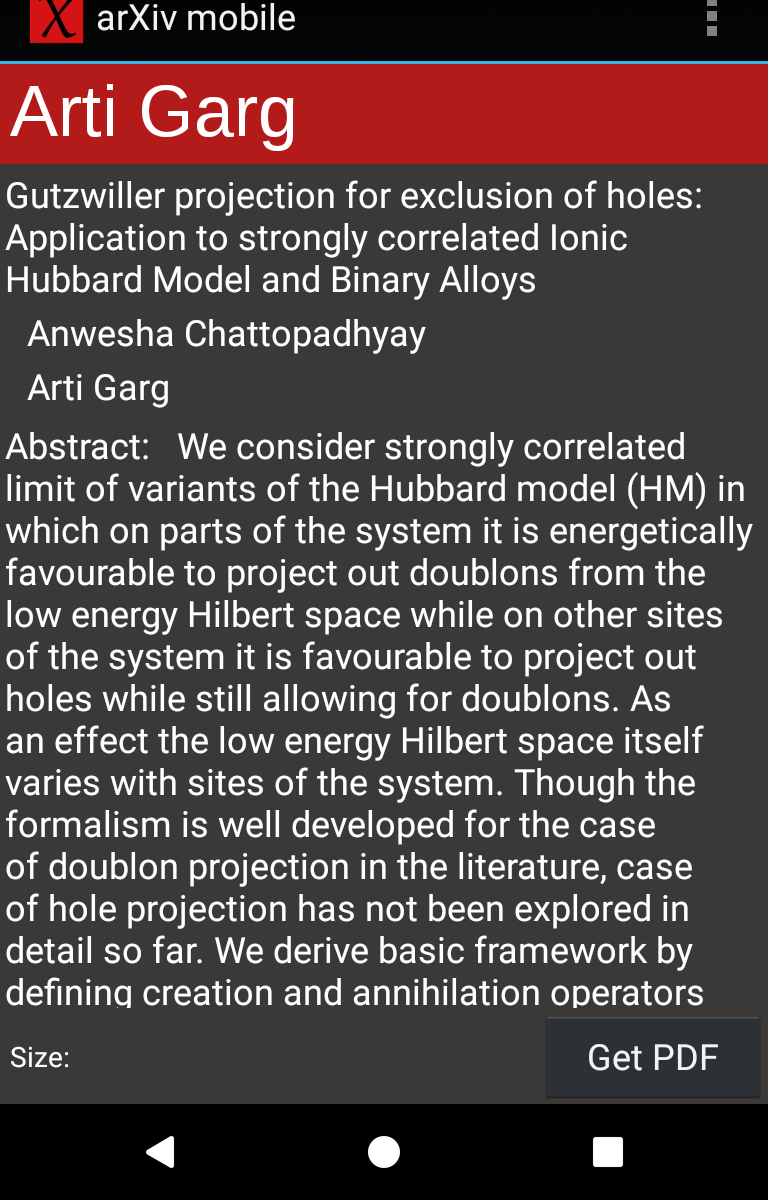 X arXiv mobile
Arti Garg
Gutzwiller projection for exclusion of holes:
Application to strongly correlated Ionic
Hubbard Model and Binary Alloys
Anwesha Chattopadhyay
Arti Garg
Abstract:   We consider strongly correlated
limit of variants of the Hubbard model (HM) in
which on parts of the system it is energetically
favourable to project out doublons from the
low energy Hilbert space while on other sites
of the system it is favourable to project out
holes while still allowing for doublons. As
an effect the low energy Hilbert space itself
varies with sites of the system. Though the
formalism is well developed for the case
of doublon projection in the literature, case
of hole projection has not been explored in
detail so far. We derive basic framework by
defining creation and annihilation operators
Size:
Get PDF